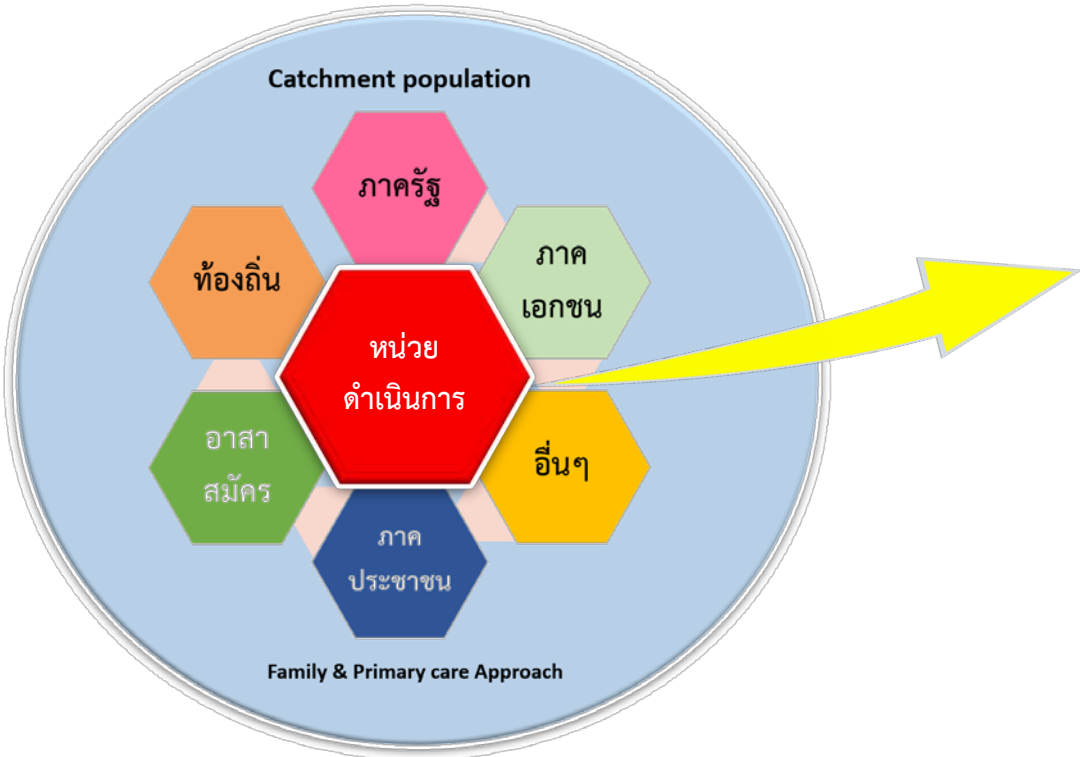 Catchment population
ภาครัฐ
ท้องถิ่น
ภาค
เอกชน
หน่วย
ดำเนินการ
อาสา
สมัคร
อื่นๆ
ภาค
ประชาชน
Family & Primary care Approach